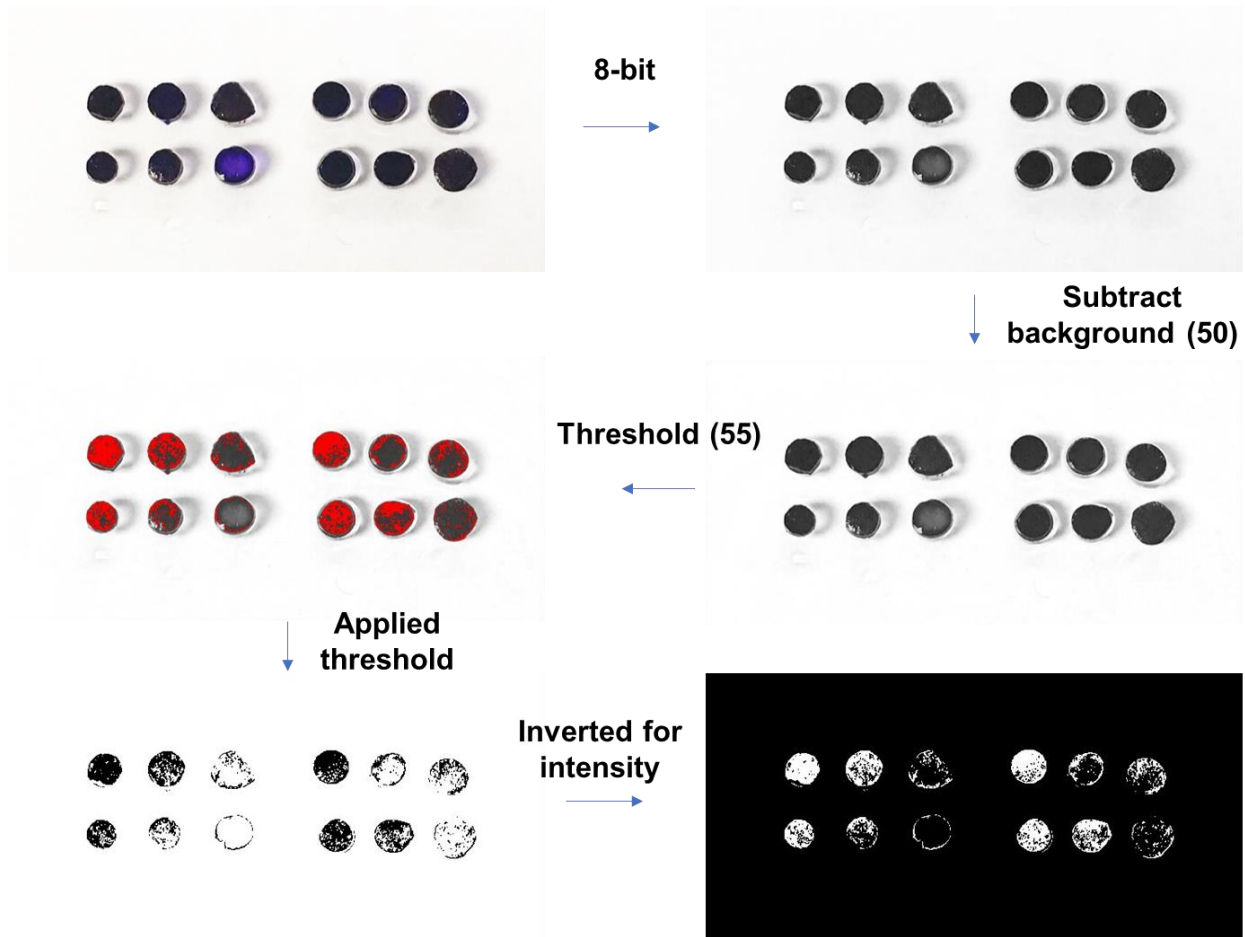 8-bit
Subtract
background (50)
Threshold (55)
Applied
threshold
Inverted for
intensity